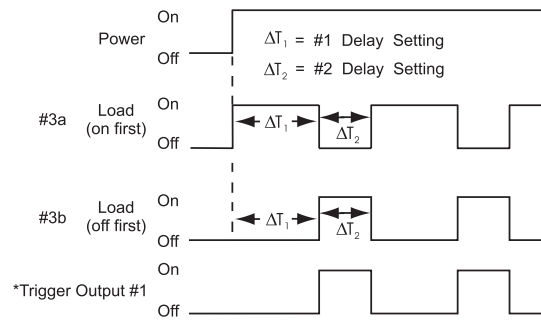 On
Power
Off
ΔT₁ = #1 Delay Setting
ΔT₂ = #2 Delay Setting
On
#3a Load
(on first)
Off
ΔT₁
ΔT₂
On
#3b Load
(off first)
Off
ΔT₁
ΔT₂
On
*Trigger Output #1
Off